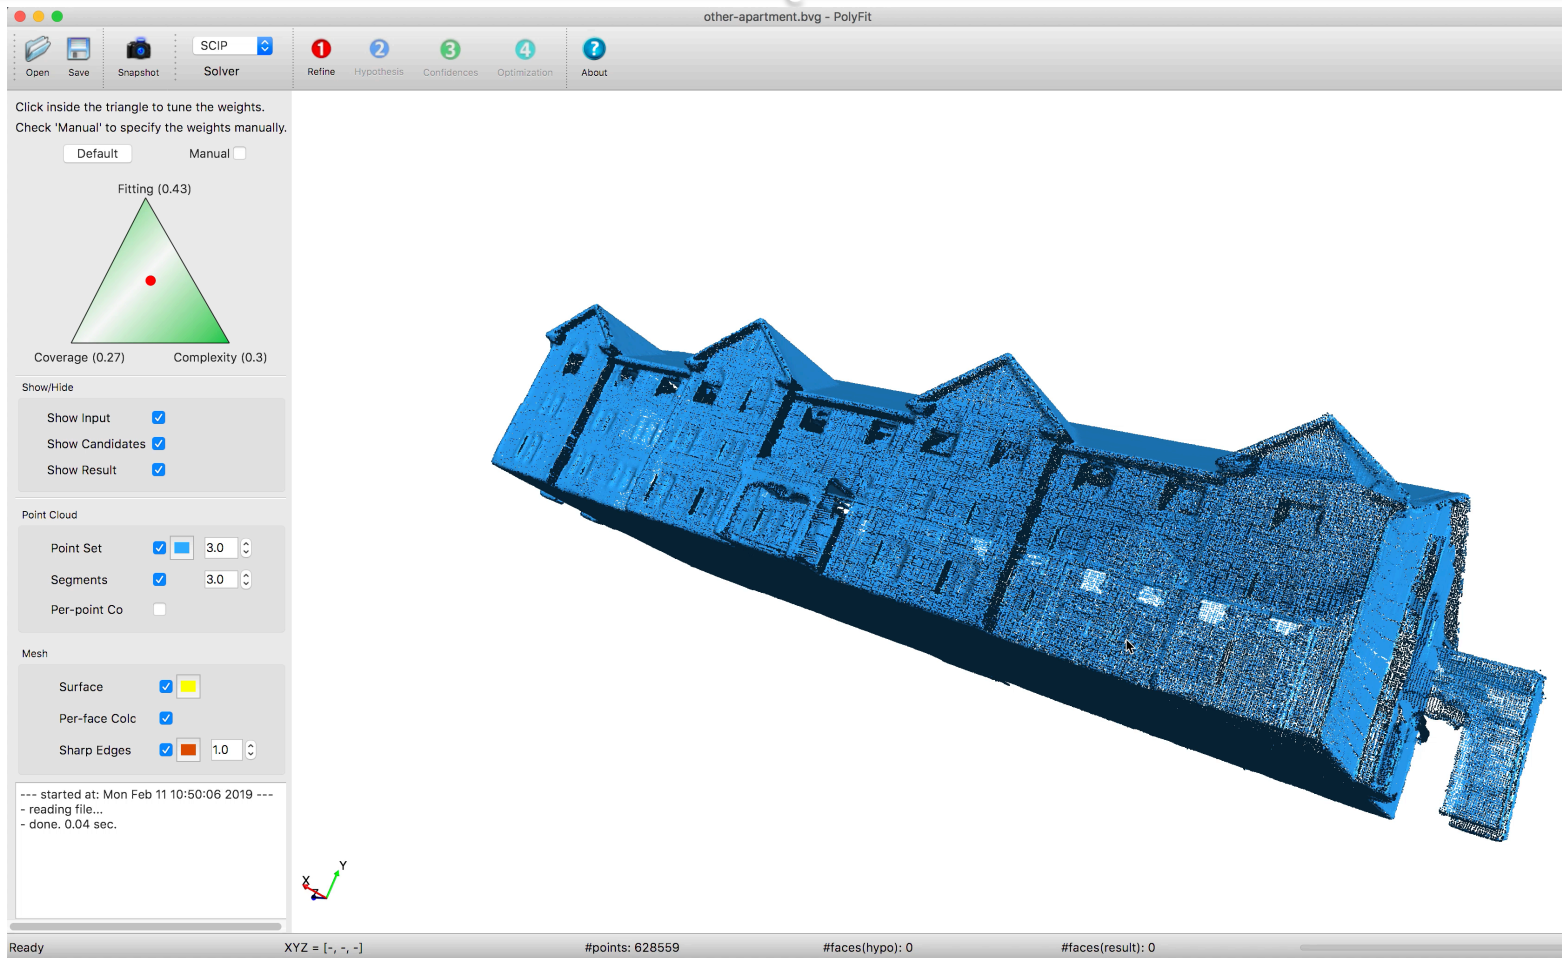 other-apartment.bvg - PolyFit
SCIP
1 2 3 4 ?
Open Save Snapshot Solver Refine Hypothesis Confidences Optimization About
Click inside the triangle to tune the weights.
Check 'Manual' to specify the weights manually.
Default Manual
Fitting (0.43)
Coverage (0.27) Complexity (0.3)
Show/Hide
Show Input
Show Candidates
Show Result
Point Cloud
Point Set 3.0
Segments 3.0
Per-point Co
Mesh
Surface
Per-face Colc
Sharp Edges 1.0
--- started at: Mon Feb 11 10:50:06 2019 ---
- reading file...
- done. 0.04 sec.
Y
X
Z
Ready XYZ = [-, -, -] #points: 628559 #faces(hypo): 0 #faces(result): 0